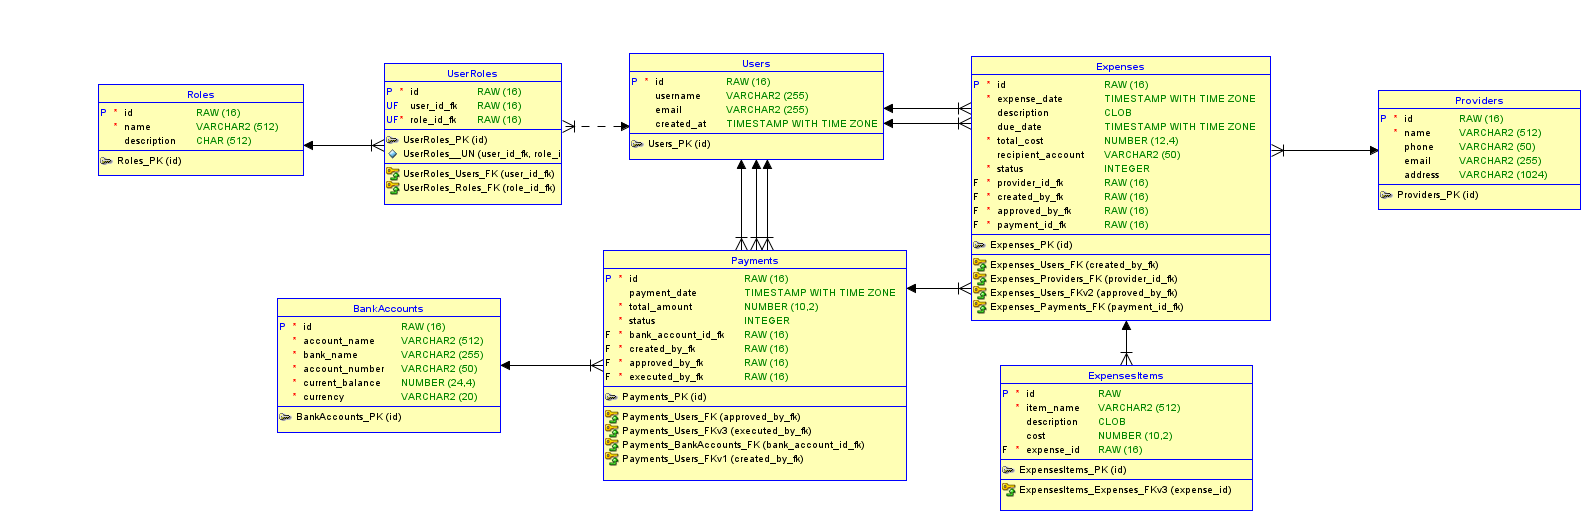 Roles
P * id RAW (16)
* name VARCHAR2 (512)
description CHAR (512)
Roles_PK (id)
UserRoles
P * id RAW (16)
UF user_id_fk RAW (16)
UF* role_id_fk RAW (16)
UserRoles_PK (id)
UserRoles__UN (user_id_fk, role_i
UserRoles_Users_FK (user_id_fk)
UserRoles_Roles_FK (role_id_fk)
Users
P * id RAW (16)
username VARCHAR2 (255)
email VARCHAR2 (255)
created_at TIMESTAMP WITH TIME ZONE
Users_PK (id)
Expenses
P * id RAW (16)
* expense_date TIMESTAMP WITH TIME ZONE
description CLOB
due_date TIMESTAMP WITH TIME ZONE
* total_cost NUMBER (12,4)
recipient_account VARCHAR2 (50)
* status INTEGER
F * provider_id_fk RAW (16)
F * created_by_fk RAW (16)
F * approved_by_fk RAW (16)
F * payment_id_fk RAW (16)
Expenses_PK (id)
Expenses_Users_FK (created_by_fk)
Expenses_Providers_FK (provider_id_fk)
Expenses_Users_FKv2 (approved_by_fk)
Expenses_Payments_FK (payment_id_fk)
Providers
P * id RAW (16)
* name VARCHAR2 (512)
phone VARCHAR2 (50)
email VARCHAR2 (255)
address VARCHAR2 (1024)
Providers_PK (id)
BankAccounts
P * id RAW (16)
* account_name VARCHAR2 (512)
* bank_name VARCHAR2 (255)
* account_number VARCHAR2 (50)
* current_balance NUMBER (24,4)
* currency VARCHAR2 (20)
BankAccounts_PK (id)
Payments
P * id RAW (16)
payment_date TIMESTAMP WITH TIME ZONE
* total_amount NUMBER (10,2)
* status INTEGER
F * bank_account_id_fk RAW (16)
F * created_by_fk RAW (16)
F * approved_by_fk RAW (16)
F * executed_by_fk RAW (16)
Payments_PK (id)
Payments_Users_FK (approved_by_fk)
Payments_Users_FKv3 (executed_by_fk)
Payments_BankAccounts_FK (bank_account_id_fk)
Payments_Users_FKv1 (created_by_fk)
ExpensesItems
P * id RAW
* item_name VARCHAR2 (512)
description CLOB
cost NUMBER (10,2)
F * expense_id RAW (16)
ExpensesItems_PK (id)
ExpensesItems_Expenses_FKv3 (expense_id)